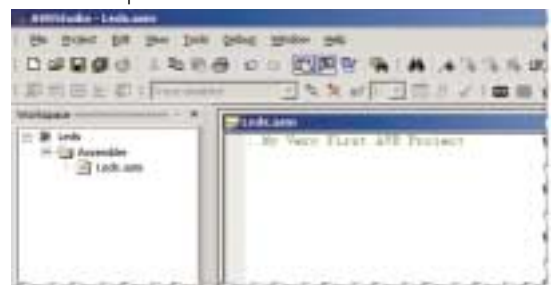 AVRStudio - Leds.asm
File Project Edit View Tools Debug Window Help
Workspace
Leds
Assembler
Leds.asm
Leds.asm
My Very First AVR Project